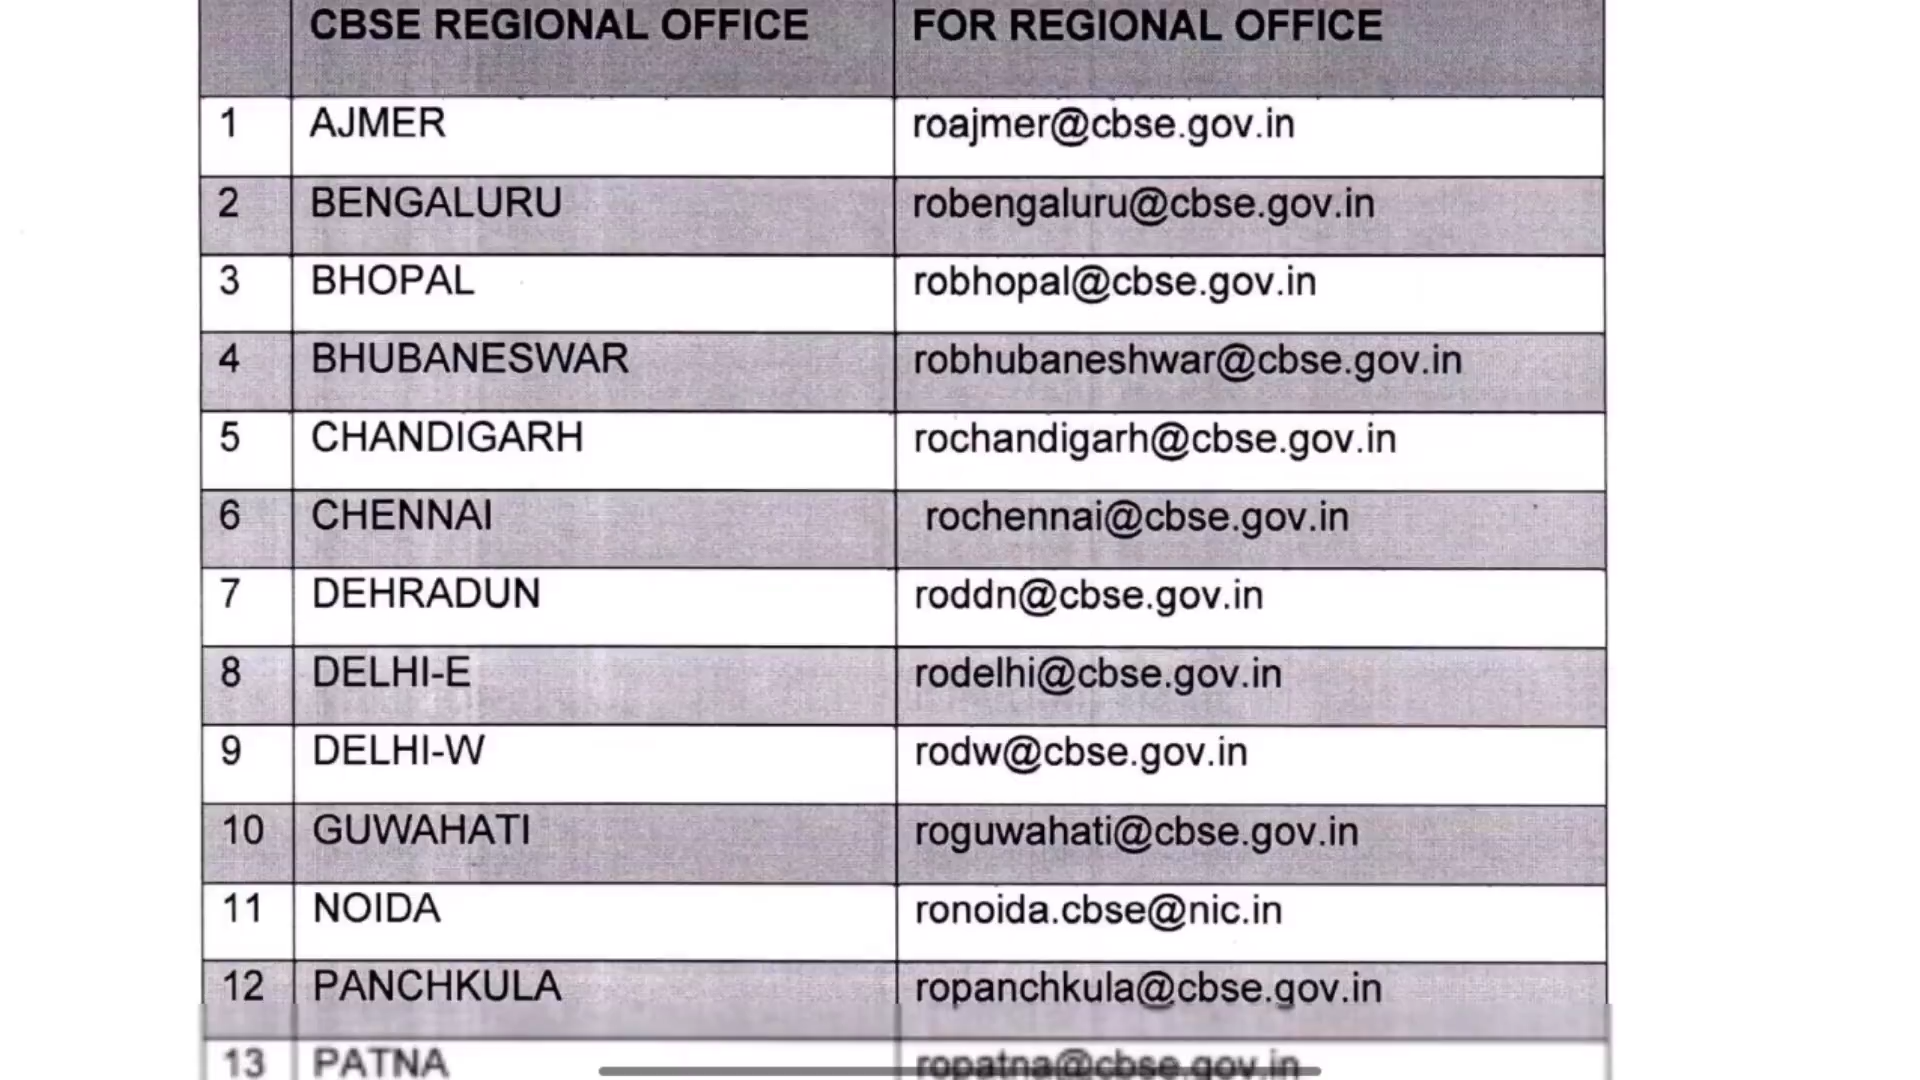 CBSE REGIONAL OFFICE FOR REGIONAL OFFICE
1 AJMER roajmer@cbse.gov.in
2 BENGALURU robengaluru@cbse.gov.in
3 BHOPAL robhopal@cbse.gov.in
4 BHUBANESWAR robhubaneshwar@cbse.gov.in
5 CHANDIGARH rochandigarh@cbse.gov.in
6 CHENNAI rochennai@cbse.gov.in
7 DEHRADUN roddn@cbse.gov.in
8 DELHI-E rodelhi@cbse.gov.in
9 DELHI-W rodw@cbse.gov.in
10 GUWAHATI roguwahati@cbse.gov.in
11 NOIDA ronoida.cbse@nic.in
12 PANCHKULA ropanchkula@cbse.gov.in
13 PATNA ropatna@cbse.gov.in